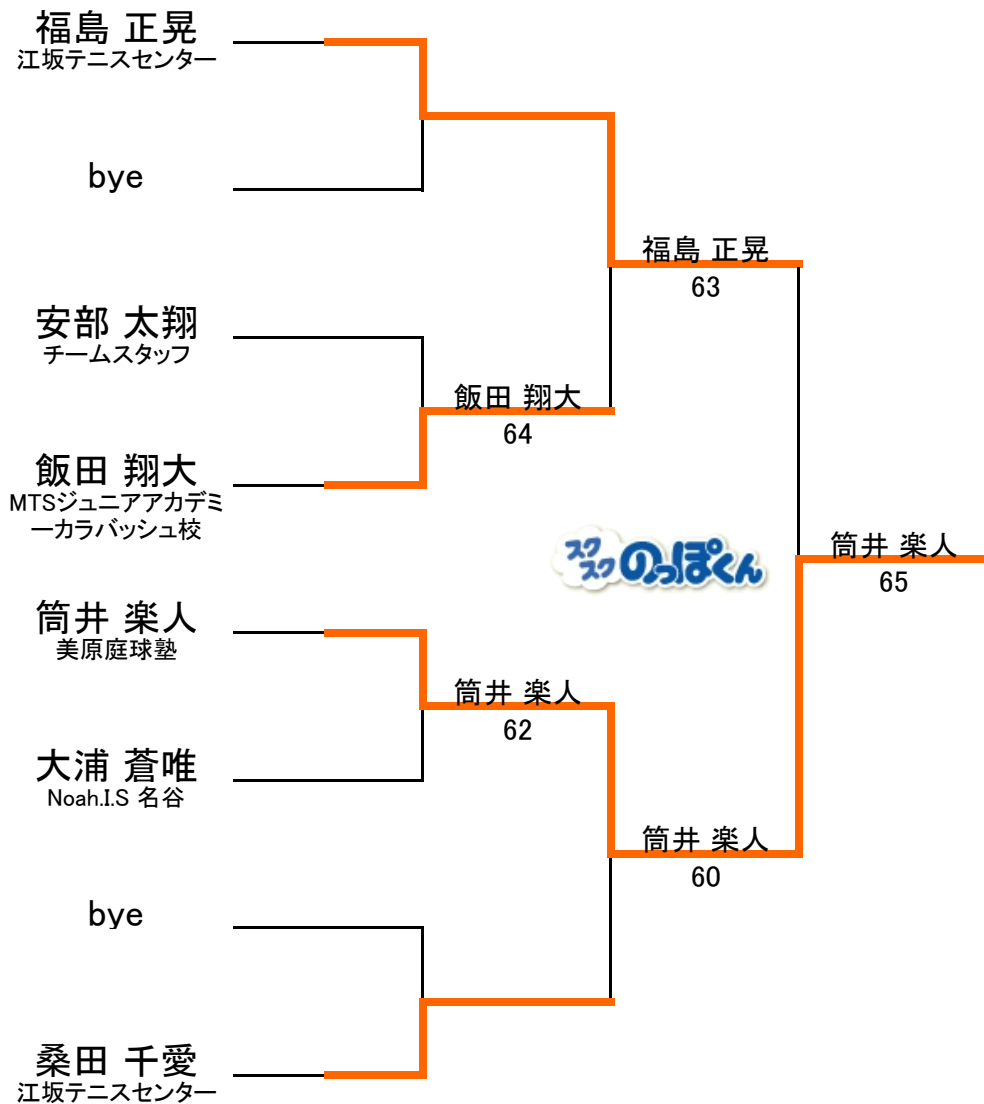 福島 正晃
江坂テニスセンター
bye
福島 正晃
63
安部 太翔
チームスタッフ
飯田 翔大
64
飯田 翔大
MTSジュニアアカデミ
ーカラバッシュ校
スク
スク
のっぽくん
筒井 楽人
65
筒井 楽人
美原庭球塾
筒井 楽人
62
大浦 蒼唯
Noah.I.S 名谷
筒井 楽人
60
bye
桑田 千愛
江坂テニスセンター